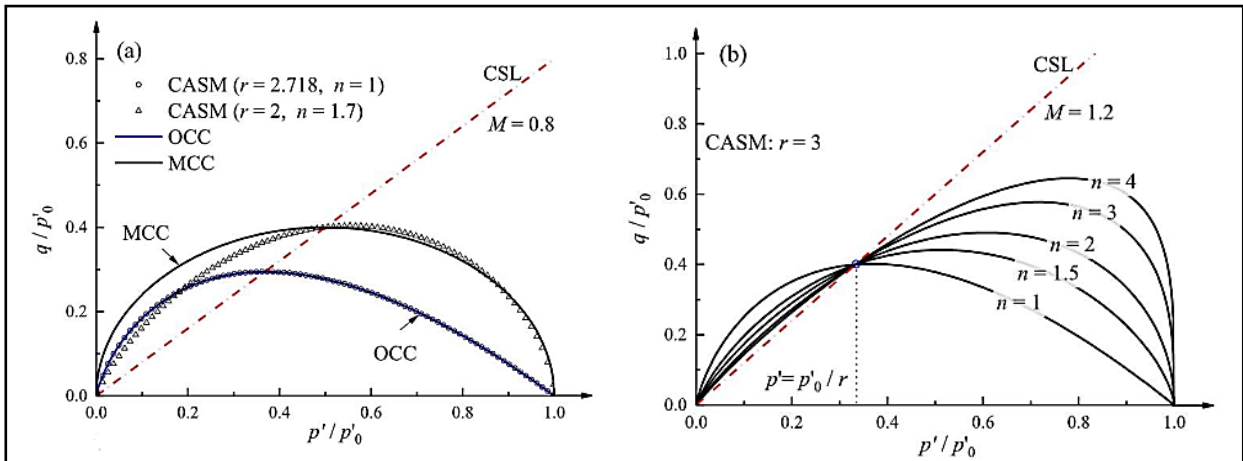 (a)
CASM (r = 2.718, n = 1)
CASM (r = 2, n = 1.7)
OCC
MCC
CSL
M = 0.8
MCC
OCC
0.8
0.6
0.4
0.2
0.0
0.0 0.2 0.4 0.6 0.8 1.0
q / p'0
p' / p'0
(b)
CSL
M = 1.2
CASM: r = 3
n = 4
n = 3
n = 2
n = 1.5
n = 1
p' = p'0 / r
1.0
0.8
0.6
0.4
0.2
0.0
0.0 0.2 0.4 0.6 0.8 1.0
q / p'0
p' / p'0